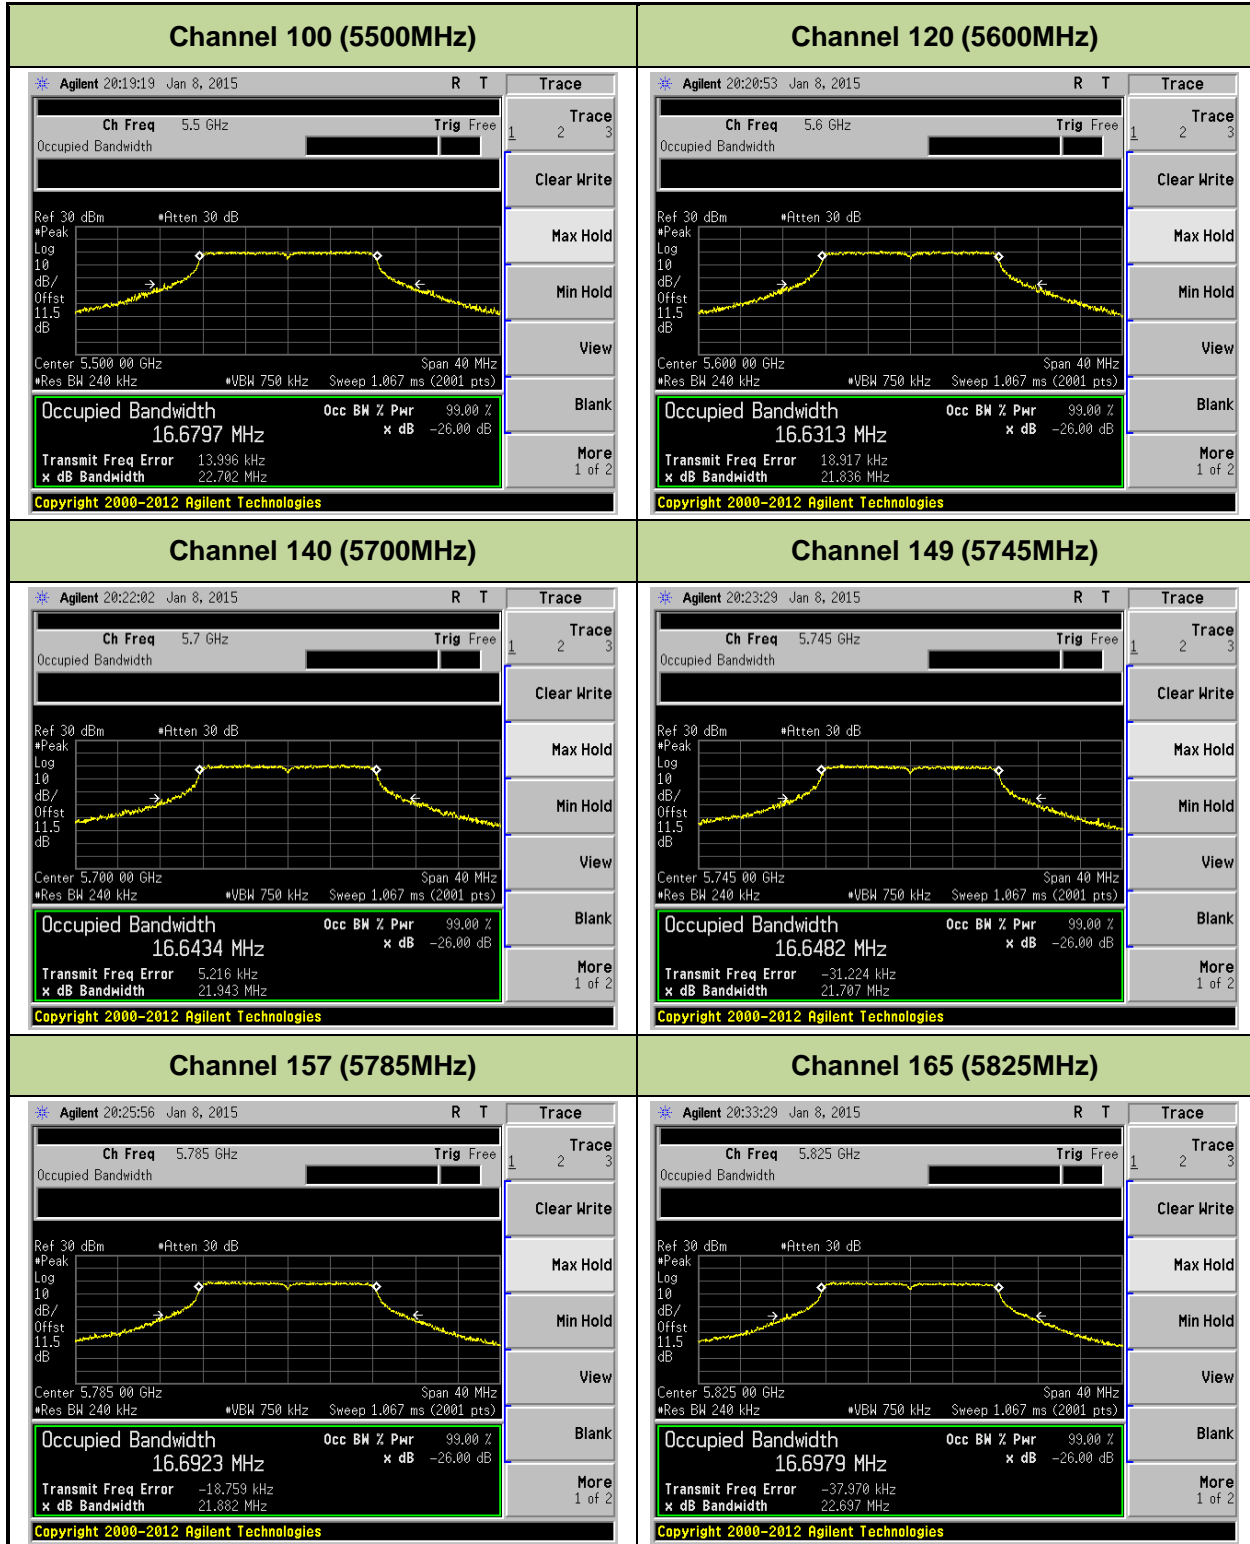 Channel 100 (5500MHz)
Channel 120 (5600MHz)
Agilent 20:19:19 Jan 8, 2015 R T Trace
Ch Freq 5.5 GHz Trig Free
Occupied Bandwidth
Trace
1 2 3
Clear Write
Ref 30 dBm #Atten 30 dB
#Peak
Log
10
dB/
Offst
11.5
dB
Max Hold
Min Hold
View
Center 5.500 00 GHz Span 40 MHz
#Res BW 240 kHz #VBW 750 kHz Sweep 1.067 ms (2001 pts)
Blank
Occupied Bandwidth Occ BW % Pwr 99.00 %
16.6797 MHz x dB -26.00 dB
More
1 of 2
Transmit Freq Error 13.996 kHz
x dB Bandwidth 22.702 MHz
Copyright 2000-2012 Agilent Technologies
Agilent 20:20:53 Jan 8, 2015 R T Trace
Ch Freq 5.6 GHz Trig Free
Occupied Bandwidth
Trace
1 2 3
Clear Write
Ref 30 dBm #Atten 30 dB
#Peak
Log
10
dB/
Offst
11.5
dB
Max Hold
Min Hold
View
Center 5.600 00 GHz Span 40 MHz
#Res BW 240 kHz #VBW 750 kHz Sweep 1.067 ms (2001 pts)
Blank
Occupied Bandwidth Occ BW % Pwr 99.00 %
16.6313 MHz x dB -26.00 dB
More
1 of 2
Transmit Freq Error 18.917 kHz
x dB Bandwidth 21.836 MHz
Copyright 2000-2012 Agilent Technologies
Channel 140 (5700MHz)
Channel 149 (5745MHz)
Agilent 20:22:02 Jan 8, 2015 R T Trace
Ch Freq 5.7 GHz Trig Free
Occupied Bandwidth
Trace
1 2 3
Clear Write
Ref 30 dBm #Atten 30 dB
#Peak
Log
10
dB/
Offst
11.5
dB
Max Hold
Min Hold
View
Center 5.700 00 GHz Span 40 MHz
#Res BW 240 kHz #VBW 750 kHz Sweep 1.067 ms (2001 pts)
Blank
Occupied Bandwidth Occ BW % Pwr 99.00 %
16.6434 MHz x dB -26.00 dB
More
1 of 2
Transmit Freq Error 5.216 kHz
x dB Bandwidth 21.943 MHz
Copyright 2000-2012 Agilent Technologies
Agilent 20:23:29 Jan 8, 2015 R T Trace
Ch Freq 5.745 GHz Trig Free
Occupied Bandwidth
Trace
1 2 3
Clear Write
Ref 30 dBm #Atten 30 dB
#Peak
Log
10
dB/
Offst
11.5
dB
Max Hold
Min Hold
View
Center 5.745 00 GHz Span 40 MHz
#Res BW 240 kHz #VBW 750 kHz Sweep 1.067 ms (2001 pts)
Blank
Occupied Bandwidth Occ BW % Pwr 99.00 %
16.6482 MHz x dB -26.00 dB
More
1 of 2
Transmit Freq Error -31.224 kHz
x dB Bandwidth 21.707 MHz
Copyright 2000-2012 Agilent Technologies
Channel 157 (5785MHz)
Channel 165 (5825MHz)
Agilent 20:25:56 Jan 8, 2015 R T Trace
Ch Freq 5.785 GHz Trig Free
Occupied Bandwidth
Trace
1 2 3
Clear Write
Ref 30 dBm #Atten 30 dB
#Peak
Log
10
dB/
Offst
11.5
dB
Max Hold
Min Hold
View
Center 5.785 00 GHz Span 40 MHz
#Res BW 240 kHz #VBW 750 kHz Sweep 1.067 ms (2001 pts)
Blank
Occupied Bandwidth Occ BW % Pwr 99.00 %
16.6923 MHz x dB -26.00 dB
More
1 of 2
Transmit Freq Error -18.759 kHz
x dB Bandwidth 21.882 MHz
Copyright 2000-2012 Agilent Technologies
Agilent 20:33:29 Jan 8, 2015 R T Trace
Ch Freq 5.825 GHz Trig Free
Occupied Bandwidth
Trace
1 2 3
Clear Write
Ref 30 dBm #Atten 30 dB
#Peak
Log
10
dB/
Offst
11.5
dB
Max Hold
Min Hold
View
Center 5.825 00 GHz Span 40 MHz
#Res BW 240 kHz #VBW 750 kHz Sweep 1.067 ms (2001 pts)
Blank
Occupied Bandwidth Occ BW % Pwr 99.00 %
16.6979 MHz x dB -26.00 dB
More
1 of 2
Transmit Freq Error -37.970 kHz
x dB Bandwidth 22.697 MHz
Copyright 2000-2012 Agilent Technologies